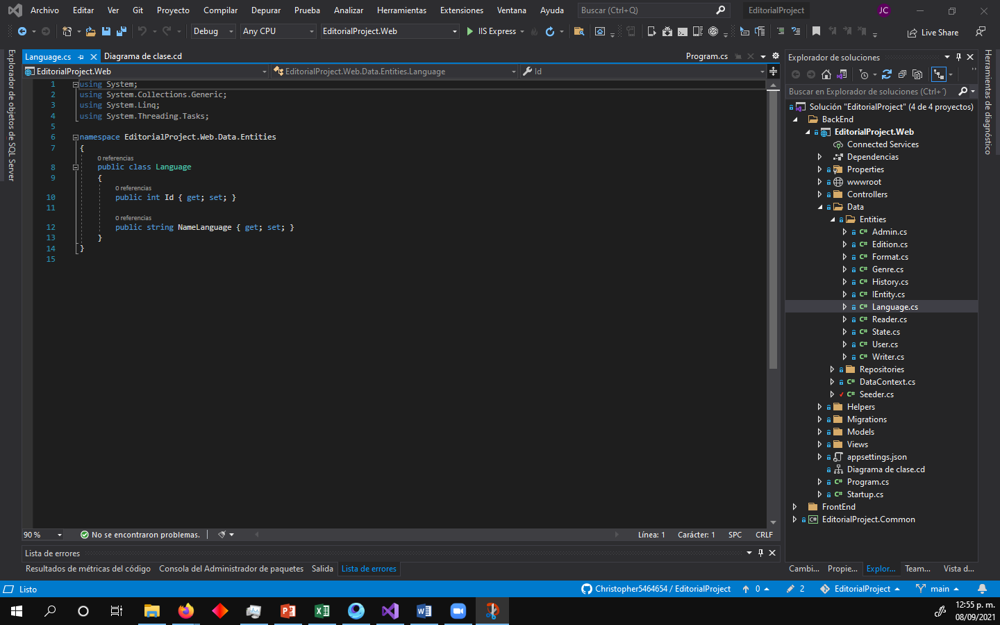 Archivo Editar Ver Git Proyecto Compilar Depurar Prueba Analizar Herramientas Extensiones Ventana Ayuda Buscar (Ctrl+Q) EditorialProject JC
Debug Any CPU EditorialProject.Web IIS Express Live Share
Explorador de objetos de SQL Server
Language.cs Diagrama de clase.cd Program.cs
EditorialProject.Web EditorialProject.Web.Data.Entities.Language Id
1 using System;
2 using System.Collections.Generic;
3 using System.Linq;
4 using System.Threading.Tasks;
5
6 namespace EditorialProject.Web.Data.Entities
7 {
0 referencias
8 public class Language
9 {
0 referencias
10 public int Id { get; set; }
11
0 referencias
12 public string NameLanguage { get; set; }
13 }
14 }
15
90 % No se encontraron problemas. Línea: 1 Carácter: 1 SPC CRLF
Lista de errores
Resultados de métricas del código Consola del Administrador de paquetes Salida Lista de errores
Explorador de soluciones
Buscar en Explorador de soluciones (Ctrl+´)
Solución "EditorialProject" (4 de 4 proyectos)
BackEnd
EditorialProject.Web
Connected Services
Dependencias
Properties
wwwroot
Controllers
Data
Entities
C# Admin.cs
C# Edition.cs
C# Format.cs
C# Genre.cs
C# History.cs
C# IEntity.cs
C# Language.cs
C# Reader.cs
C# State.cs
C# User.cs
C# Writer.cs
Repositories
C# DataContext.cs
C# Seeder.cs
Helpers
Migrations
Models
Views
appsettings.json
Diagrama de clase.cd
C# Program.cs
C# Startup.cs
FrontEnd
C# EditorialProject.Common
Cambi... Propie... Explor... Team... Vista d...
Herramientas de diagnóstico
Listo Christopher5464654 / EditorialProject 0 2 EditorialProject main
12:55 p. m.
08/09/2021